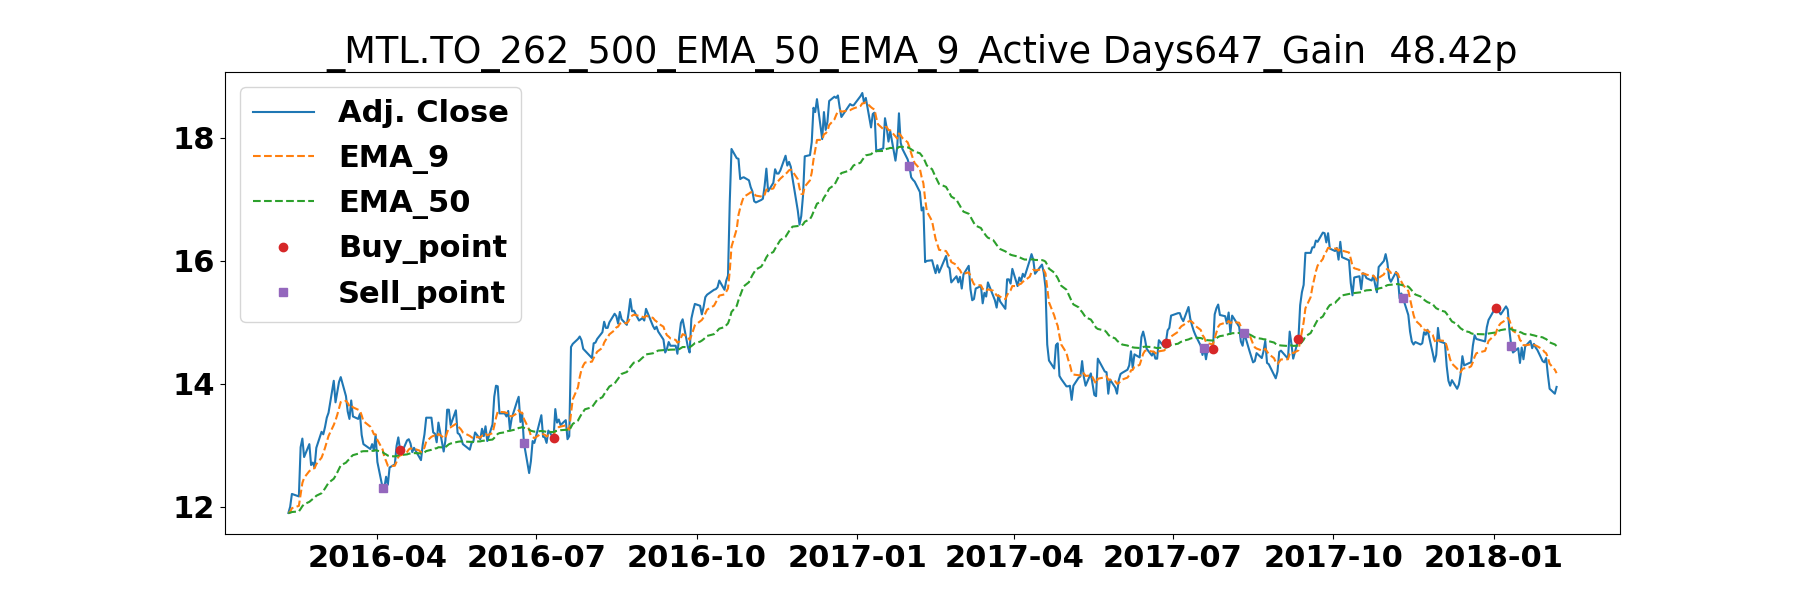 _MTL.TO_262_500_EMA_50_EMA_9_Active Days647_Gain  48.42p
Adj. Close
EMA_9
EMA_50
Buy_point
Sell_point
18
16
14
12
2016-04 2016-07 2016-10 2017-01 2017-04 2017-07 2017-10 2018-01